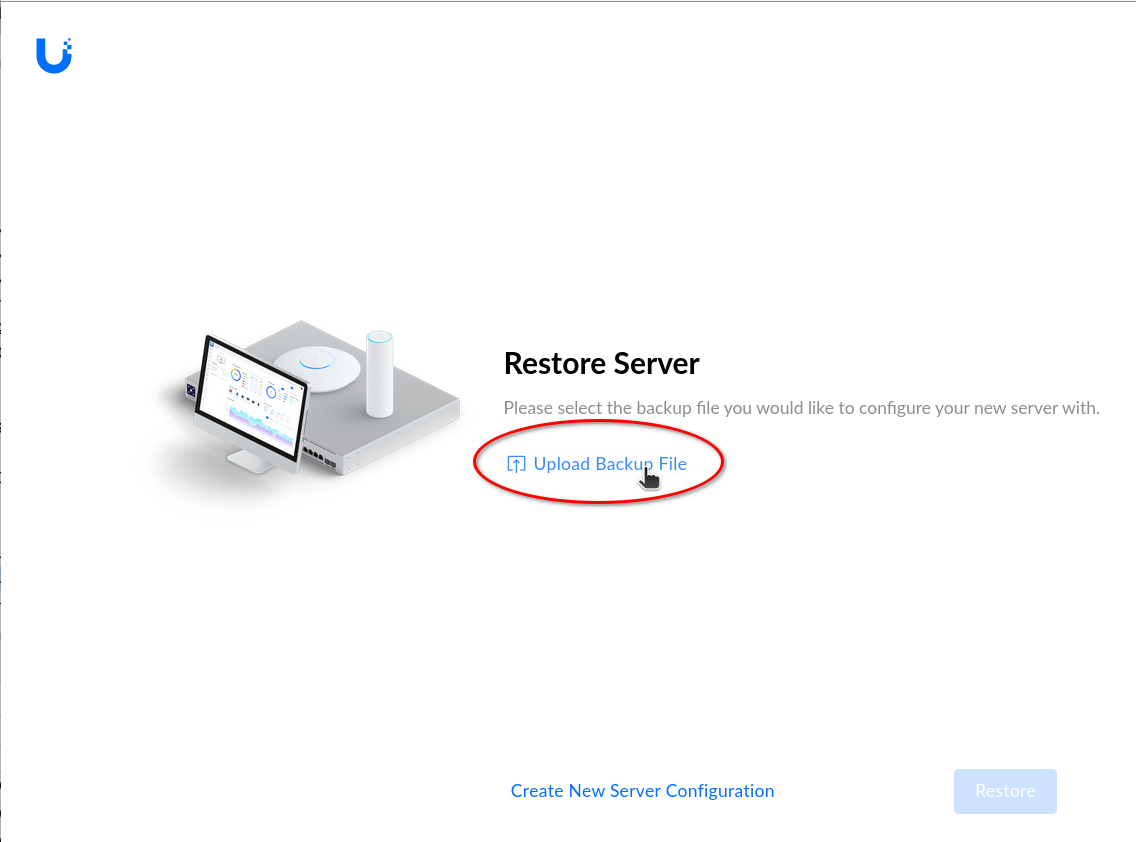 Restore Server
Please select the backup file you would like to configure your new server with.
Upload Backup File
Create New Server Configuration
Restore